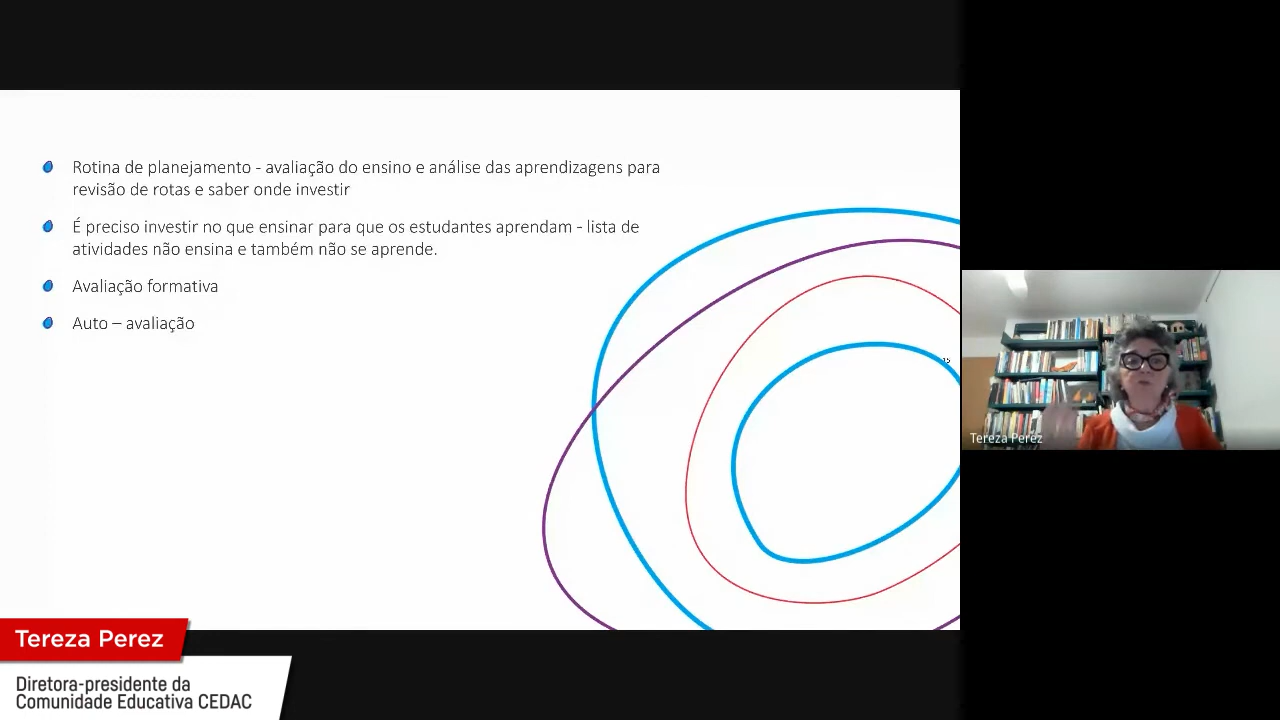 Rotina de planejamento - avaliação do ensino e análise das aprendizagens para
revisão de rotas e saber onde investir
É preciso investir no que ensinar para que os estudantes aprendam - lista de
atividades não ensina e também não se aprende.
Avaliação formativa
Auto – avaliação
15
Tereza Perez
Tereza Perez
Diretora-presidente da
Comunidade Educativa CEDAC